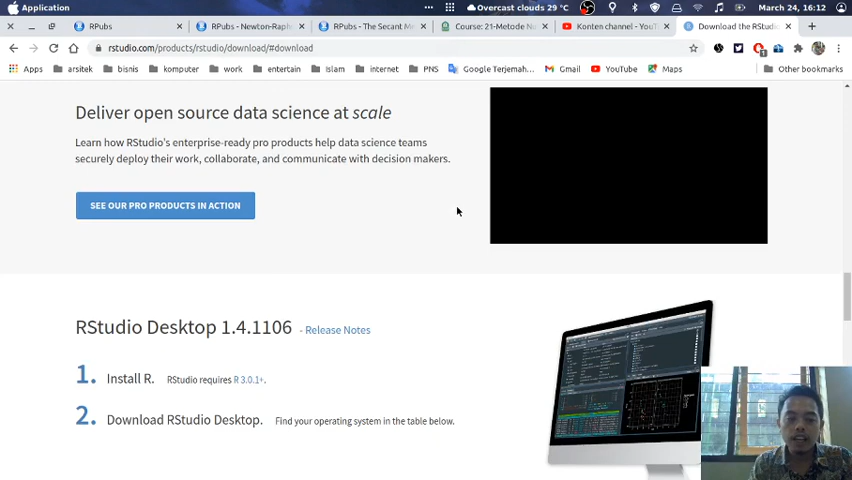 Application
Overcast clouds 29 °C
March 24, 16:12
RPubs
RPubs - Newton-Raph
RPubs - The Secant Me
Course: 21-Metode Nu
Konten channel - YouT
Download the RStudi
rstudio.com/products/rstudio/download/#download
Apps
arsitek
bisnis
komputer
work
entertain
islam
internet
PNS
Google Terjemah...
Gmail
YouTube
Maps
Other bookmarks
Deliver open source data science at scale
Learn how RStudio's enterprise-ready pro products help data science teams
securely deploy their work, collaborate, and communicate with decision makers.
SEE OUR PRO PRODUCTS IN ACTION
RStudio Desktop 1.4.1106 - Release Notes
1. Install R. RStudio requires R 3.0.1+.
2. Download RStudio Desktop. Find your operating system in the table below.